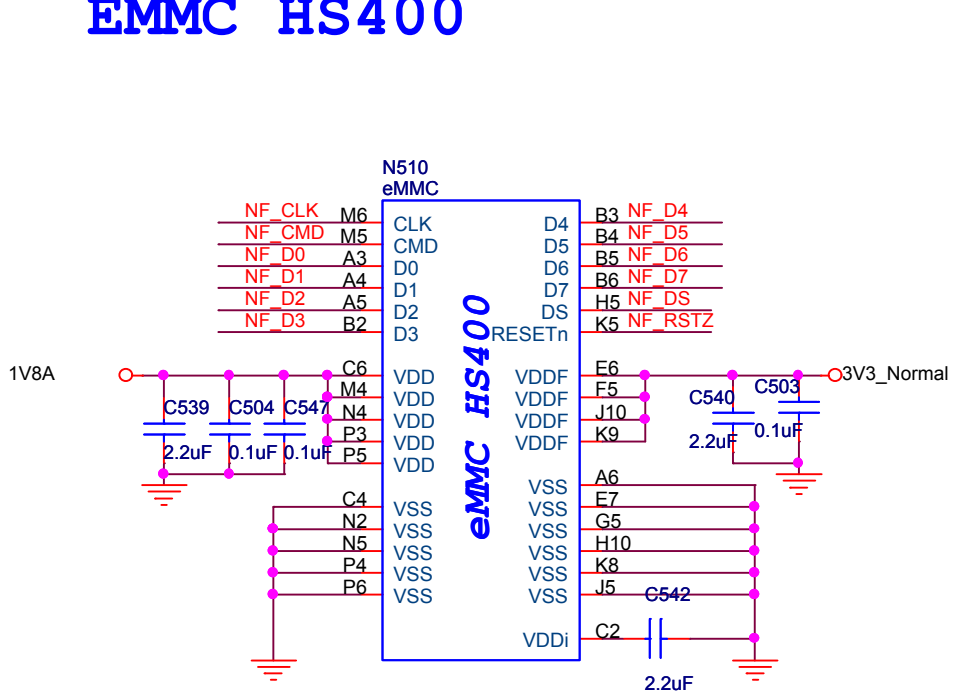 EMMC HS400
N510
eMMC
NF_CLK M6 CLK D4 B3 NF_D4
NF_CMD M5 CMD D5 B4 NF_D5
NF_D0 A3 D0 D6 B5 NF_D6
NF_D1 A4 D1 D7 B6 NF_D7
NF_D2 A5 D2 DS H5 NF_DS
NF_D3 B2 D3 RESETn K5 NF_RSTZ
eMMC HS400
1V8A C6 VDD VDDF E6 3V3_Normal
M4 VDD VDDF F5
N4 VDD VDDF J10
P3 VDD VDDF K9
P5 VDD
C539 C504 C547 C540 C503
2.2uF 0.1uF 0.1uF 2.2uF 0.1uF
VSS A6
C4 VSS VSS E7
N2 VSS VSS G5
N5 VSS VSS H10
P4 VSS VSS K8
P6 VSS VSS J5
C542
VDDi C2
2.2uF